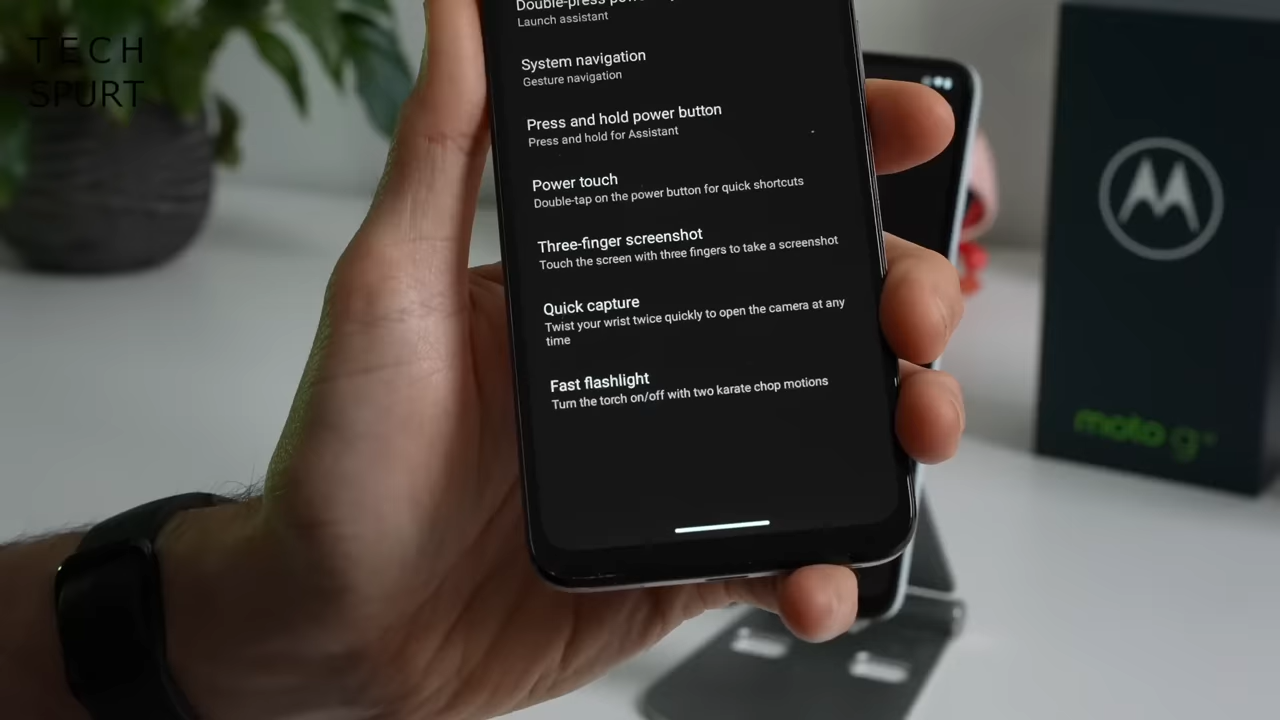 TECH
SPURT
Double-press
Launch assistant
System navigation
Gesture navigation
Press and hold power button
Press and hold for Assistant
Power touch
Double-tap on the power button for quick shortcuts
Three-finger screenshot
Touch the screen with three fingers to take a screenshot
Quick capture
Twist your wrist twice quickly to open the camera at any
time
Fast flashlight
Turn the torch on/off with two karate chop motions
moto g